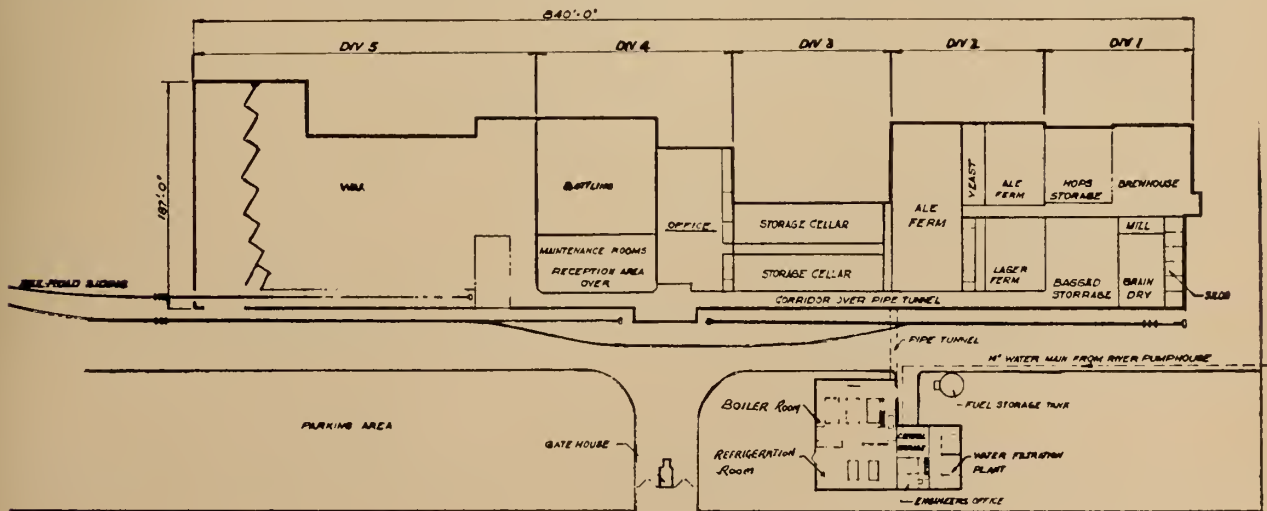 840'-0"
DIV 5
DIV 4
DIV 3
DIV 2
DIV 1
187'-0"
BOTTLING
OFFICE
STORAGE CELLAR
ALE
FERM
YEAST
ALE
FERM
HOPS
STORAGE
BREWHOUSE
MAINTENANCE ROOMS
RECEPTION AREA
OVER
STORAGE CELLAR
LAGER
FERM
BAGGED
STORRAGE
MILL
GRAIN
DRY
SILOS
RAIL-ROAD SIDING
CORRIDOR OVER PIPE TUNNEL
PIPE TUNNEL
14" WATER MAIN FROM RIVER PUMPHOUSE
FUEL STORAGE TANK
PARKING AREA
GATE HOUSE
BOILER ROOM
REFRIGERATION
ROOM
WATER FILTRATION
PLANT
ENGINEERS OFFICE